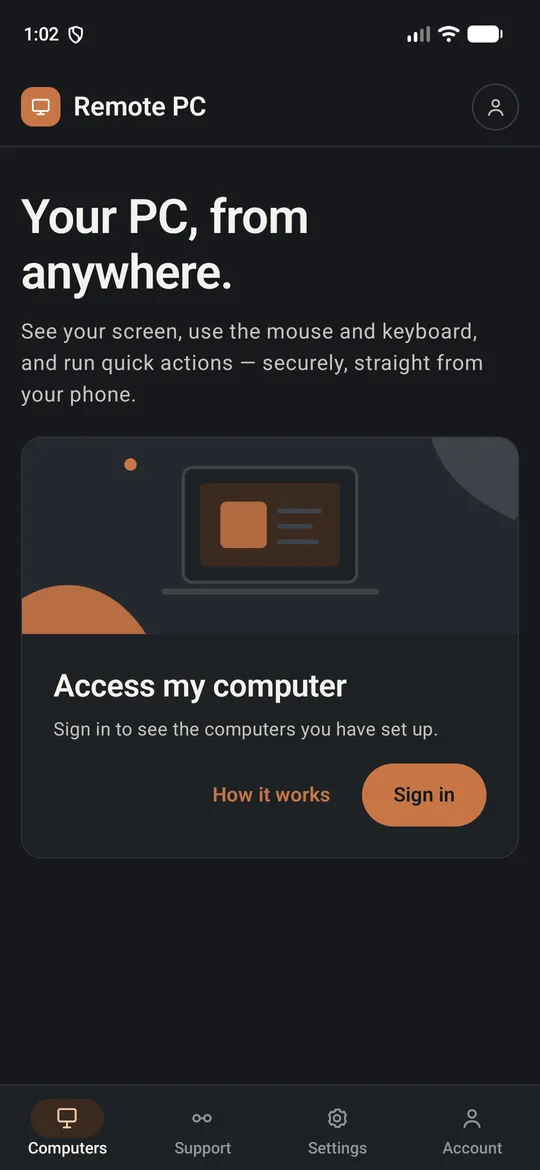 1:02
Remote PC
Your PC, from
anywhere.
See your screen, use the mouse and keyboard,
and run quick actions — securely, straight from
your phone.
Access my computer
Sign in to see the computers you have set up.
How it works
Sign in
Computers
Support
Settings
Account